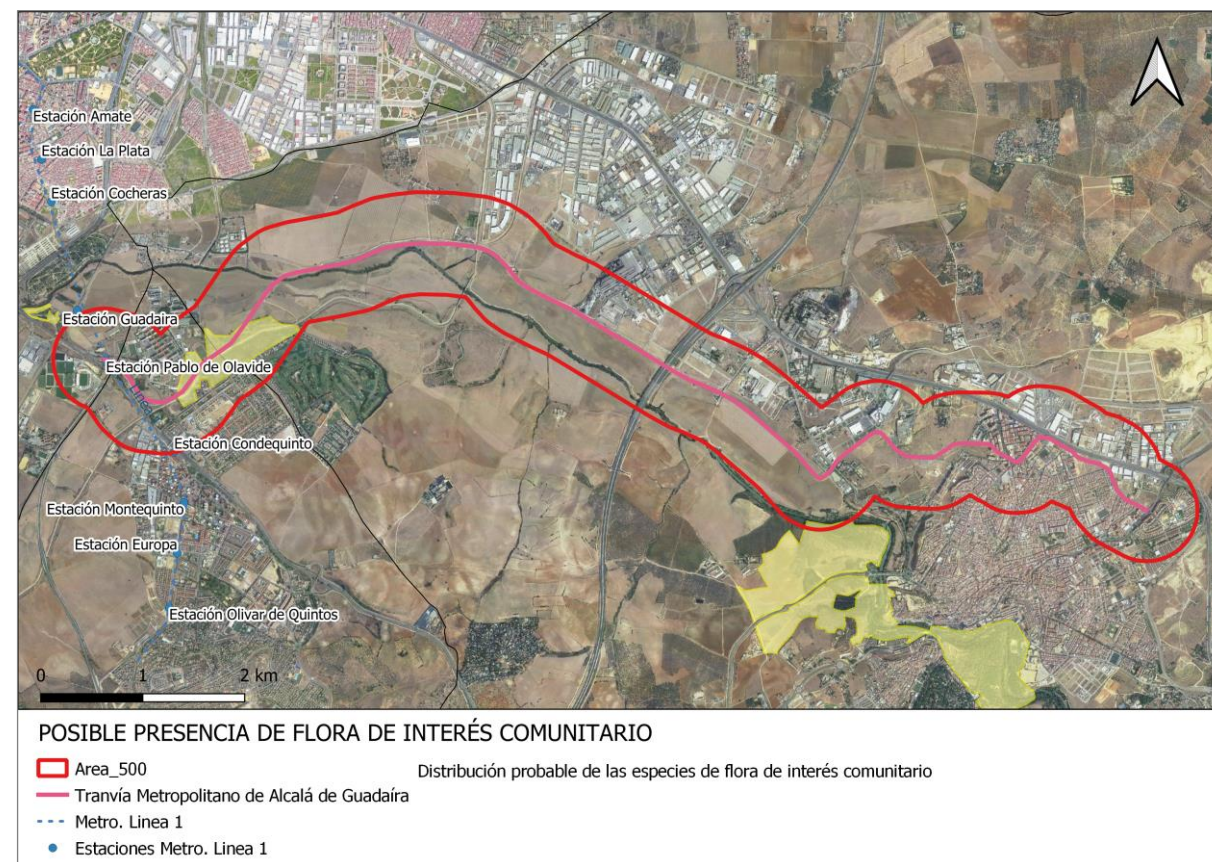 Estación Amate
Estación La Plata
Estación Cocheras
Estación Guadaira
Estación Pablo de Olavide
Estación Condequinto
Estación Montequinto
Estación Europa
Estación Olivar de Quintos
0 1 2 km
POSIBLE PRESENCIA DE FLORA DE INTERÉS COMUNITARIO
Area_500
Distribución probable de las especies de flora de interés comunitario
Tranvía Metropolitano de Alcalá de Guadaíra
Metro. Linea 1
Estaciones Metro. Linea 1